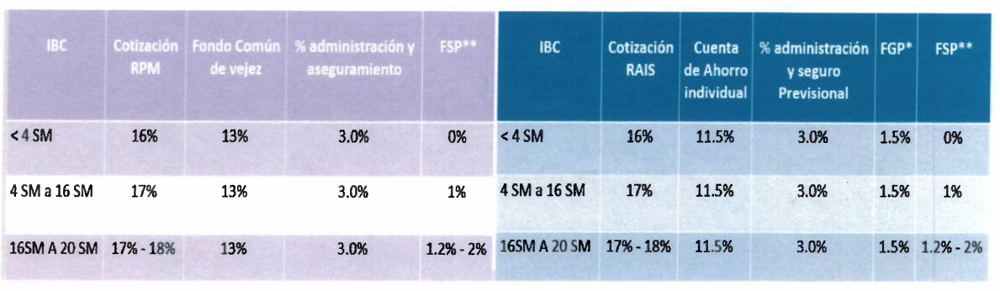 IBC Cotización RPM Fondo Común de vejez % administración y aseguramiento FSP**
< 4 SM 16% 13% 3.0% 0%
4 SM a 16 SM 17% 13% 3.0% 1%
16SM A 20 SM 17% - 18% 13% 3.0% 1.2% - 2%
IBC Cotización RAIS Cuenta de Ahorro individual % administración y seguro Previsional FGP* FSP**
< 4 SM 16% 11.5% 3.0% 1.5% 0%
4 SM a 16 SM 17% 11.5% 3.0% 1.5% 1%
16SM A 20 SM 17% - 18% 11.5% 3.0% 1.5% 1.2% - 2%